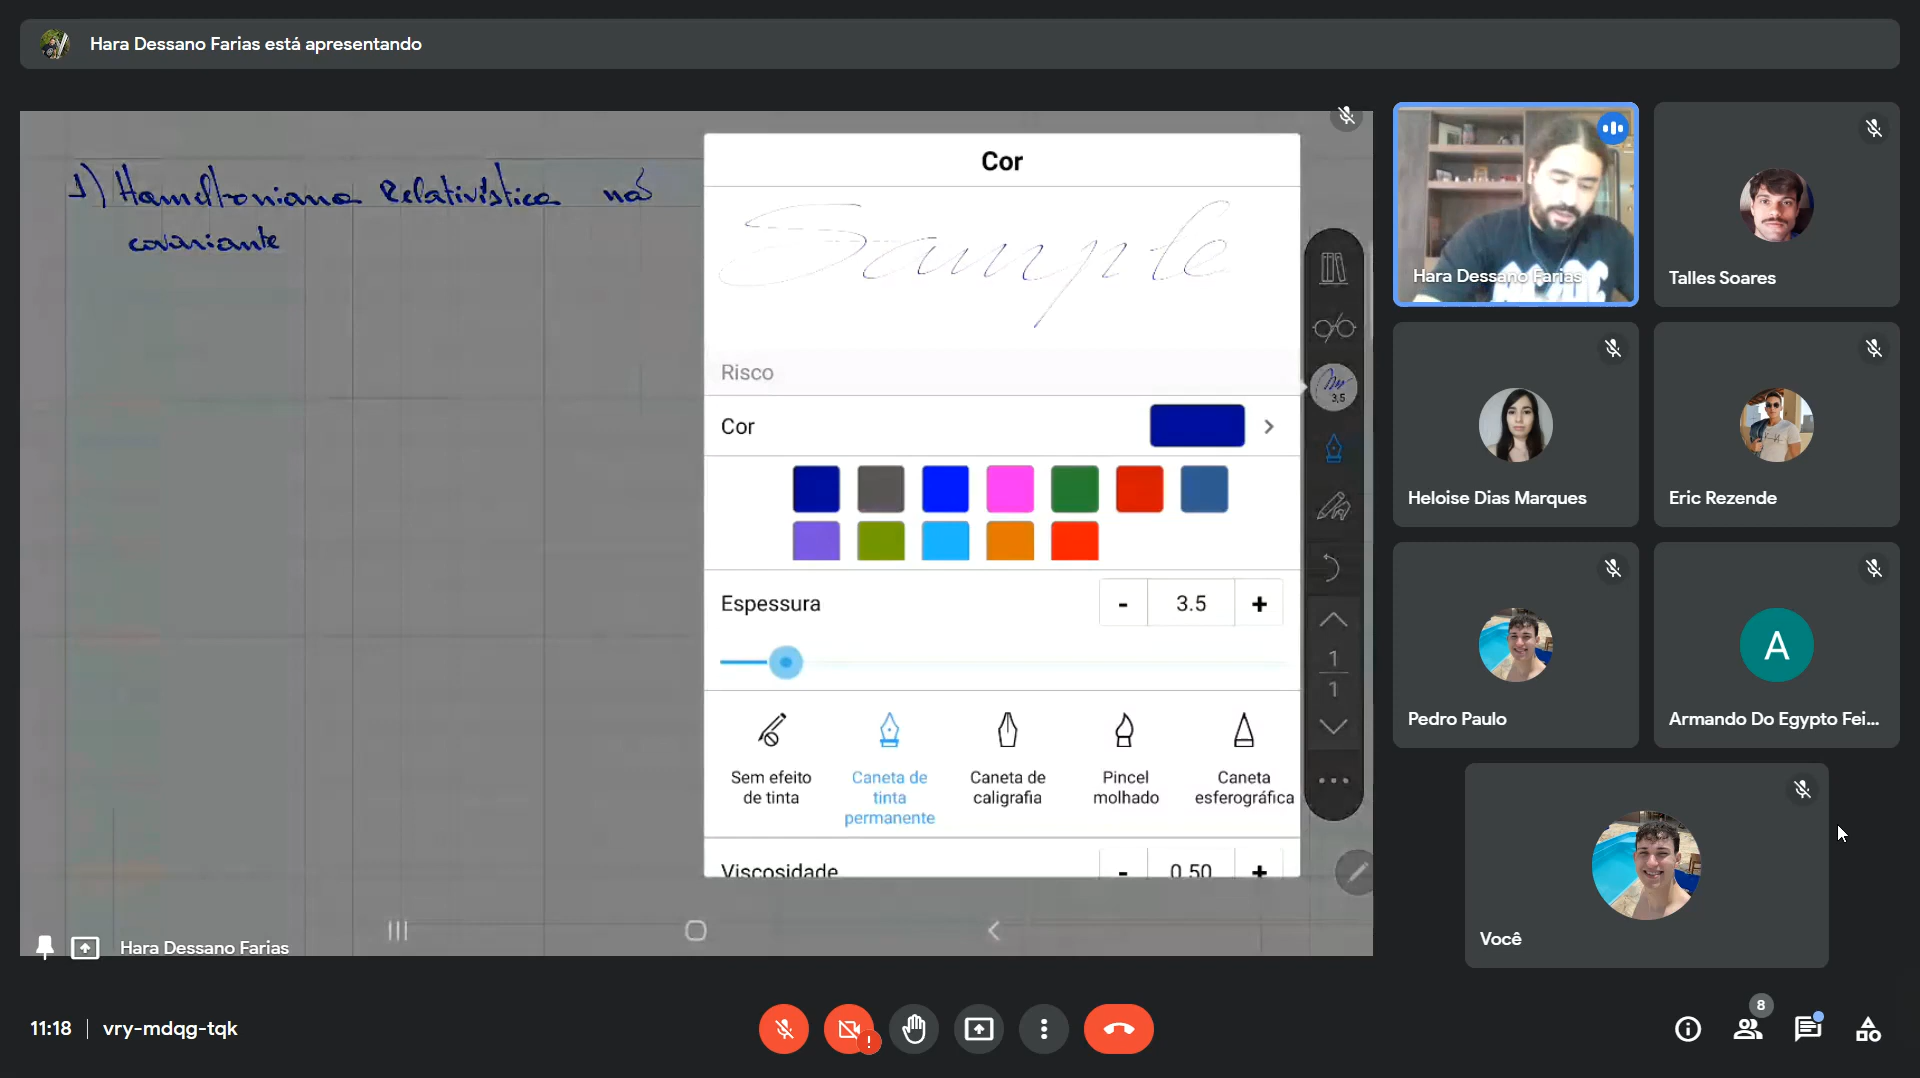 Hara Dessano Farias está apresentando
1) Hamiltoniana Relativística não
covariante
Cor
Sample
Risco
Cor
Espessura - 3.5 +
Sem efeito de tinta
Caneta de tinta permanente
Caneta de caligrafia
Pincel molhado
Caneta esferográfica
Viscosidade - 0.50 +
3,5
1
1
Hara Dessano Farias
Hara Dessano Farias
Talles Soares
Heloise Dias Marques
Eric Rezende
Pedro Paulo
A
Armando Do Egypto Fei...
Você
11:18 vry-mdqg-tqk
8